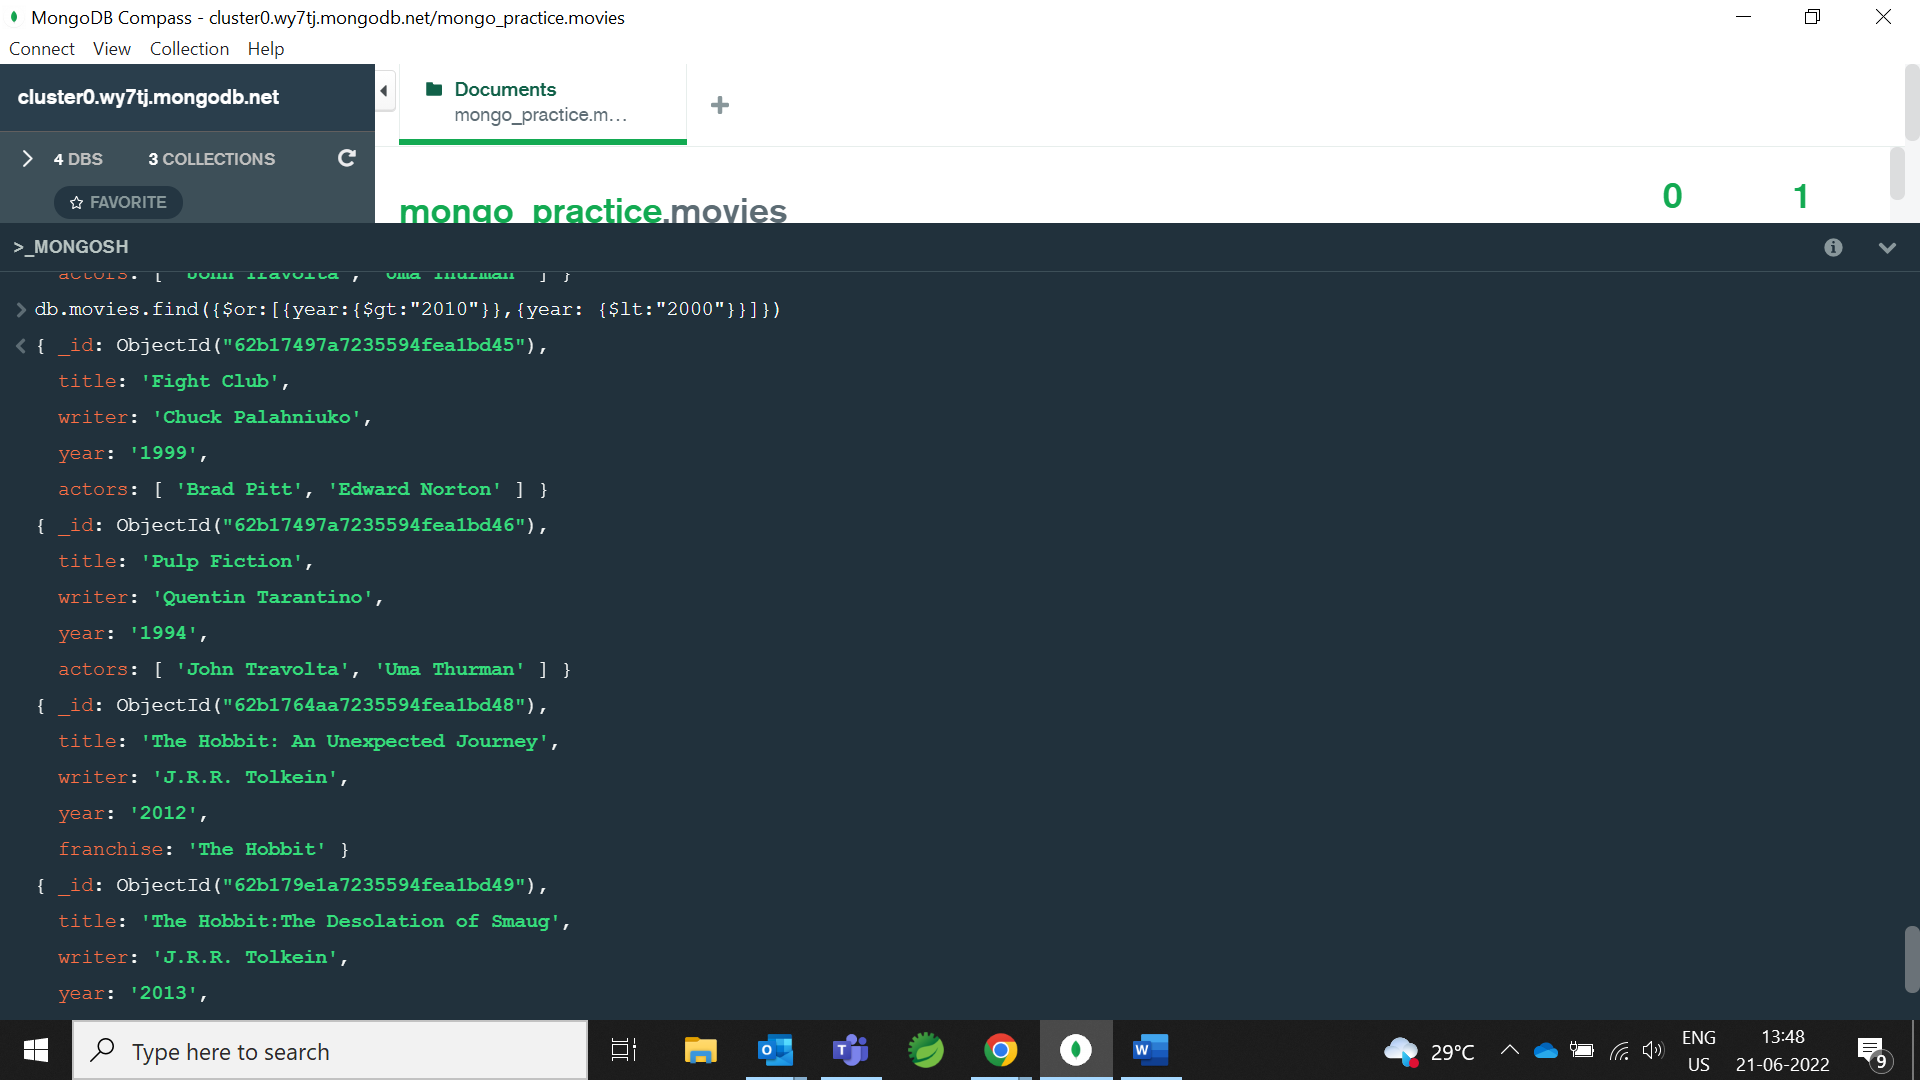 MongoDB Compass - cluster0.wy7tj.mongodb.net/mongo_practice.movies
Connect View Collection Help
cluster0.wy7tj.mongodb.net
Documents
mongo_practice.m...
4 DBS 3 COLLECTIONS
FAVORITE
mongo_practice.movies
0 1
>_MONGOSH
actors: [ 'John Travolta', 'Uma Thurman' ] }
db.movies.find({$or:[{year:{$gt:"2010"}},{year: {$lt:"2000"}}]})
{ _id: ObjectId("62b17497a7235594fea1bd45"),
title: 'Fight Club',
writer: 'Chuck Palahniuko',
year: '1999',
actors: [ 'Brad Pitt', 'Edward Norton' ] }
{ _id: ObjectId("62b17497a7235594fea1bd46"),
title: 'Pulp Fiction',
writer: 'Quentin Tarantino',
year: '1994',
actors: [ 'John Travolta', 'Uma Thurman' ] }
{ _id: ObjectId("62b1764aa7235594fea1bd48"),
title: 'The Hobbit: An Unexpected Journey',
writer: 'J.R.R. Tolkein',
year: '2012',
franchise: 'The Hobbit' }
{ _id: ObjectId("62b179e1a7235594fea1bd49"),
title: 'The Hobbit:The Desolation of Smaug',
writer: 'J.R.R. Tolkein',
year: '2013',
Type here to search
29°C
ENG
US
13:48
21-06-2022
9